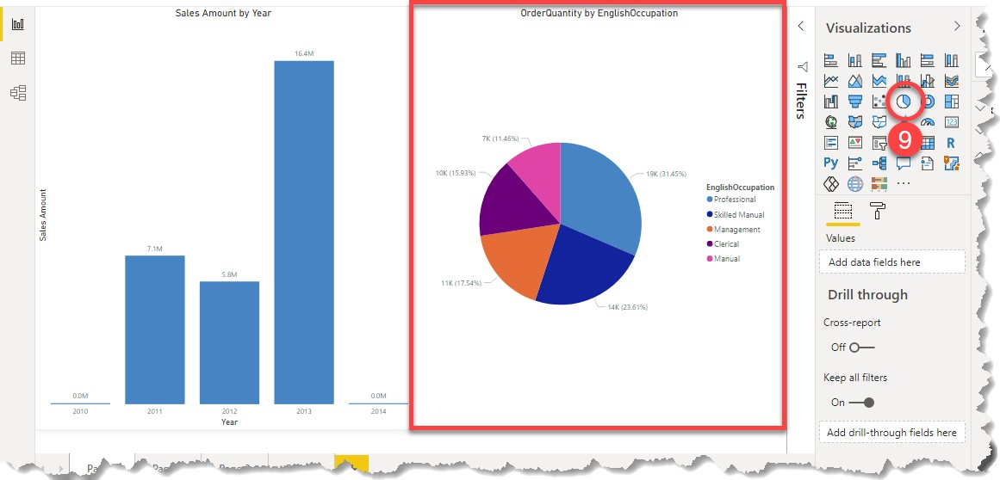 Sales Amount by Year
16.4M
7.1M
5.8M
0.0M
0.0M
2010
2011
2012
2013
2014
Year
Sales Amount
OrderQuantity by EnglishOccupation
7K (11.46%)
10K (15.93%)
19K (31.45%)
11K (17.54%)
14K (23.61%)
EnglishOccupation
Professional
Skilled Manual
Management
Clerical
Manual
Filters
Visualizations
123
9
R
Py
Values
Add data fields here
Drill through
Cross-report
Off
Keep all filters
On
Add drill-through fields here